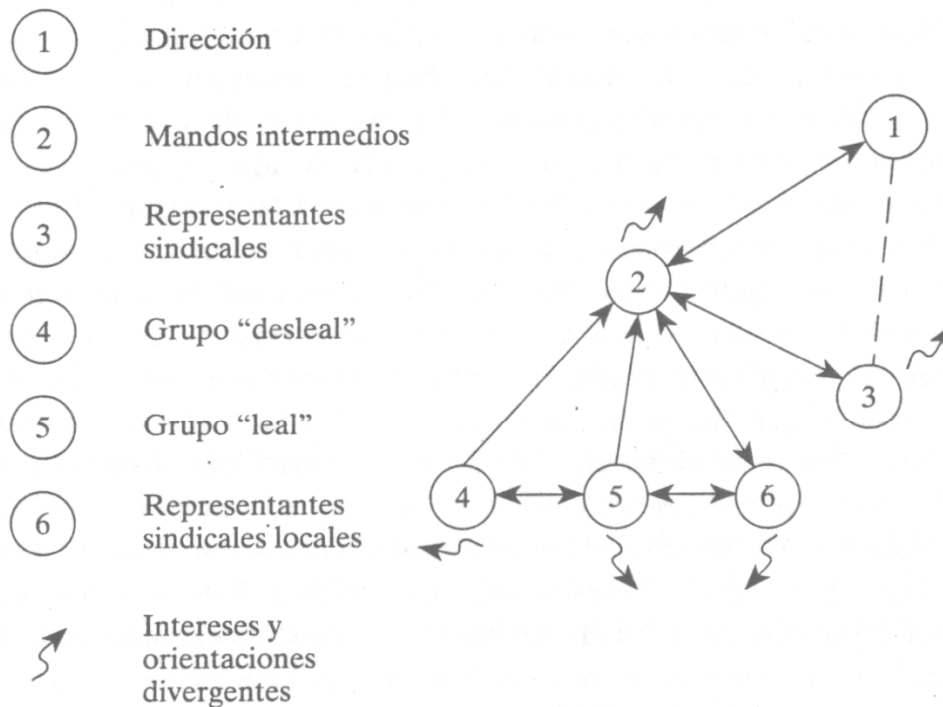 1 Dirección
2 Mandos intermedios
3 Representantes
sindicales
4 Grupo “desleal”
5 Grupo “leal”
6 Representantes
sindicales locales
Intereses y
orientaciones
divergentes
1
2
3
4 5 6